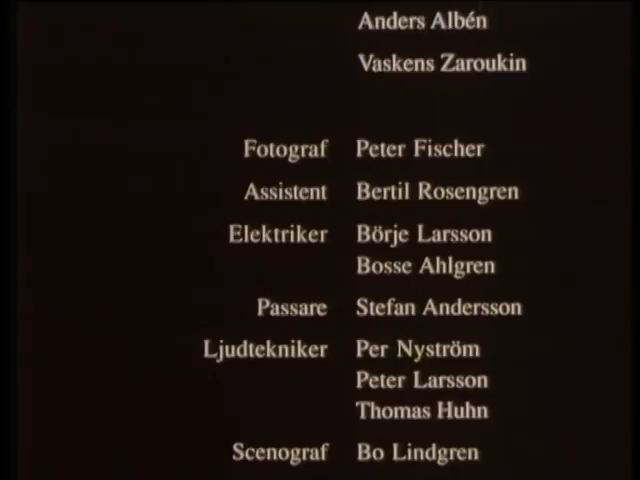 Anders Albén
Vaskens Zaroukin
Fotograf Peter Fischer
Assistent Bertil Rosengren
Elektriker Börje Larsson
Bosse Ahlgren
Passare Stefan Andersson
Ljudtekniker Per Nyström
Peter Larsson
Thomas Huhn
Scenograf Bo Lindgren